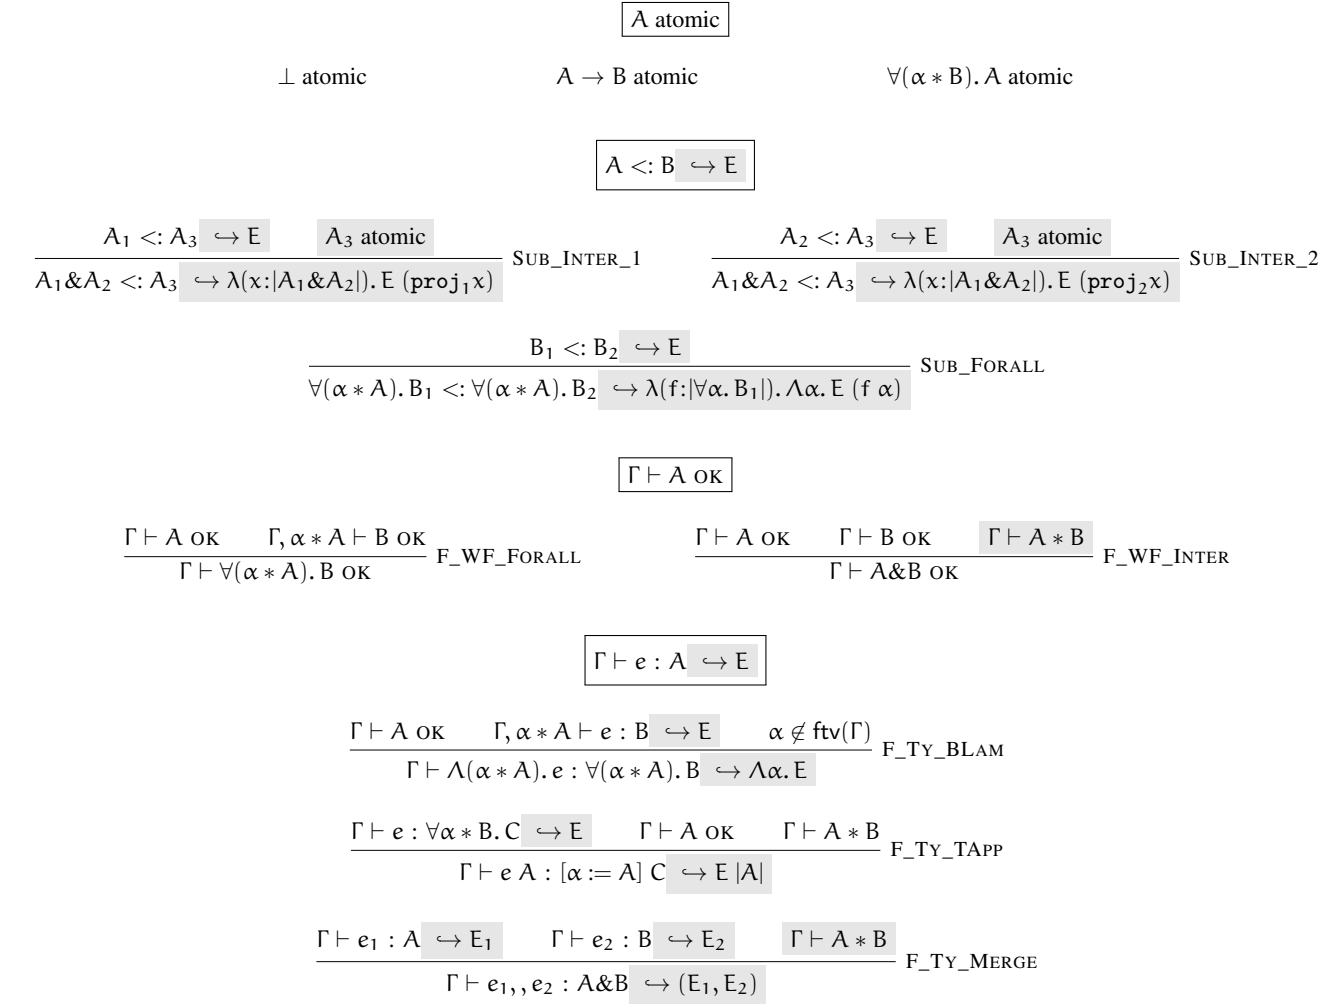 A atomic
⊥ atomic A → B atomic ∀(α ∗ B). A atomic
A <: B ↪ E
A₁ <: A₃ ↪ E A₃ atomic
A₁&A₂ <: A₃ ↪ λ(x:|A₁&A₂|). E (proj₁x) SUB_INTER_1
A₂ <: A₃ ↪ E A₃ atomic
A₁&A₂ <: A₃ ↪ λ(x:|A₁&A₂|). E (proj₂x) SUB_INTER_2
B₁ <: B₂ ↪ E
∀(α ∗ A). B₁ <: ∀(α ∗ A). B₂ ↪ λ(f:|∀α. B₁|). Λα. E (f α) SUB_FORALL
Γ ⊢ A OK
Γ ⊢ A OK Γ, α ∗ A ⊢ B OK
Γ ⊢ ∀(α ∗ A). B OK F_WF_FORALL
Γ ⊢ A OK Γ ⊢ B OK Γ ⊢ A ∗ B
Γ ⊢ A&B OK F_WF_INTER
Γ ⊢ e : A ↪ E
Γ ⊢ A OK Γ, α ∗ A ⊢ e : B ↪ E α ∉ ftv(Γ)
Γ ⊢ Λ(α ∗ A). e : ∀(α ∗ A). B ↪ Λα. E F_TY_BLAM
Γ ⊢ e : ∀α ∗ B. C ↪ E Γ ⊢ A OK Γ ⊢ A ∗ B
Γ ⊢ e A : [α := A] C ↪ E |A| F_TY_TAPP
Γ ⊢ e₁ : A ↪ E₁ Γ ⊢ e₂ : B ↪ E₂ Γ ⊢ A ∗ B
Γ ⊢ e₁,, e₂ : A&B ↪ (E₁, E₂) F_TY_MERGE